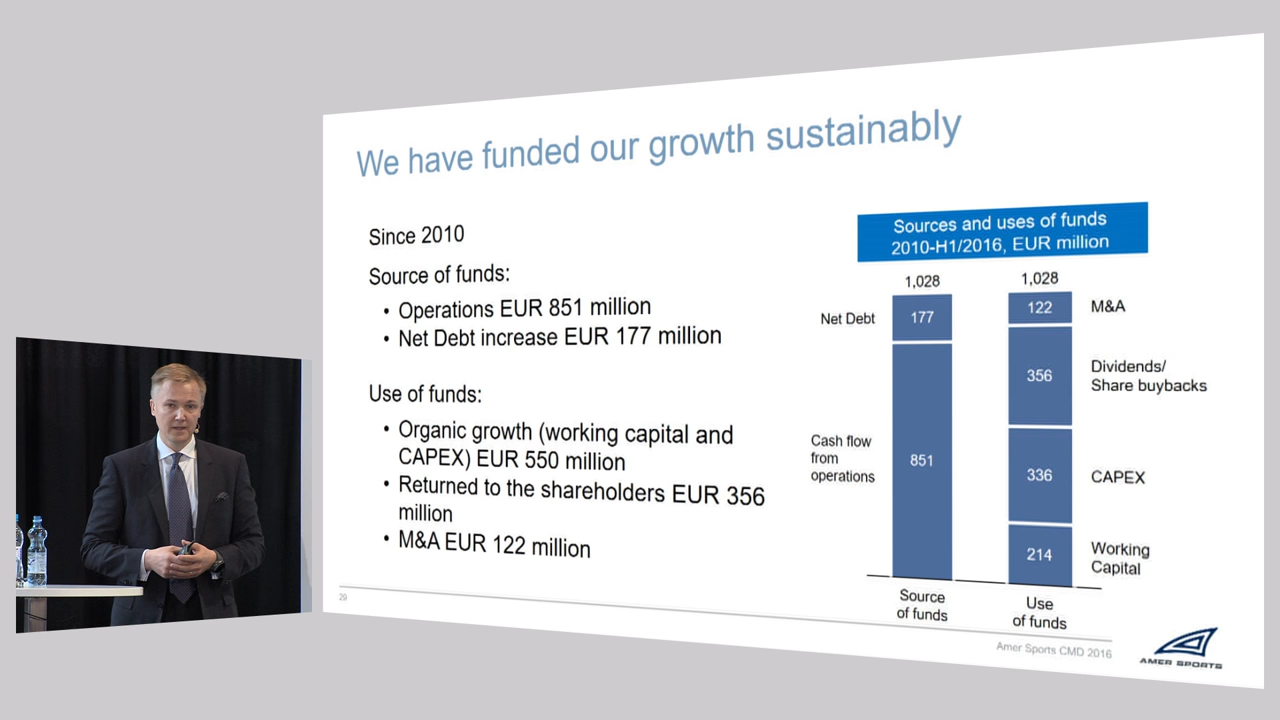 We have funded our growth sustainably
Since 2010
Source of funds:
• Operations EUR 851 million
• Net Debt increase EUR 177 million
Use of funds:
• Organic growth (working capital and
CAPEX) EUR 550 million
• Returned to the shareholders EUR 356
million
• M&A EUR 122 million
Sources and uses of funds
2010-H1/2016, EUR million
1,028
1,028
Net Debt
177
122
M&A
356
Dividends/
Share buybacks
Cash flow
from
operations
851
336
CAPEX
214
Working
Capital
Source
of funds
Use
of funds
29
Amer Sports CMD 2016
AMER SPORTS